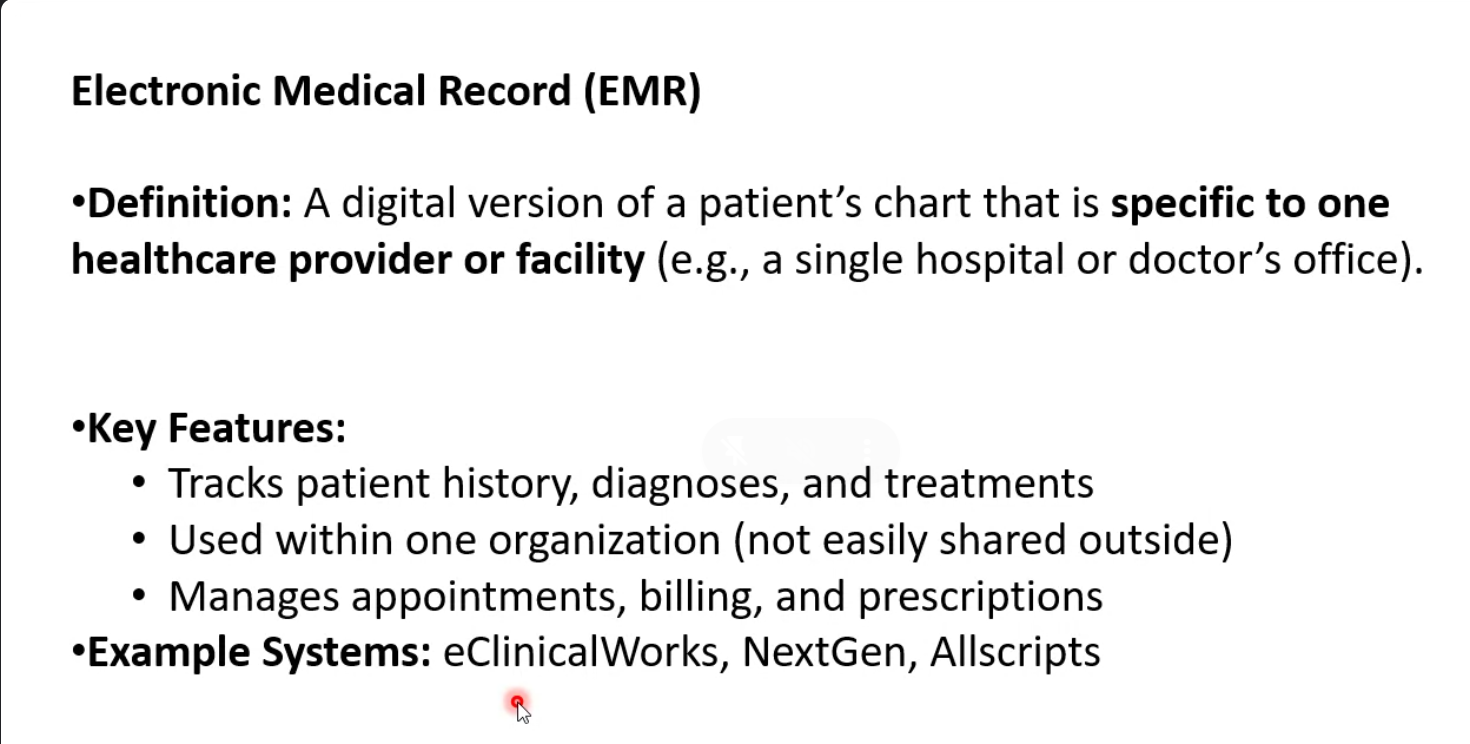 Electronic Medical Record (EMR)
•Definition: A digital version of a patient’s chart that is specific to one
healthcare provider or facility (e.g., a single hospital or doctor’s office).
•Key Features:
• Tracks patient history, diagnoses, and treatments
• Used within one organization (not easily shared outside)
• Manages appointments, billing, and prescriptions
•Example Systems: eClinicalWorks, NextGen, Allscripts